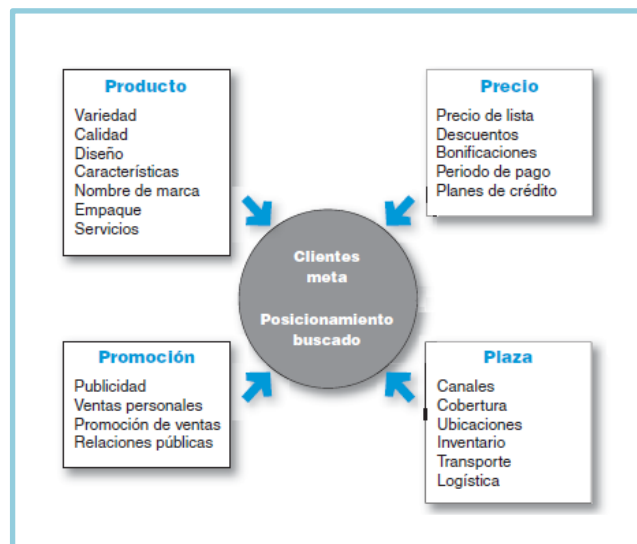 Producto
Variedad
Calidad
Diseño
Características
Nombre de marca
Empaque
Servicios
Precio
Precio de lista
Descuentos
Bonificaciones
Periodo de pago
Planes de crédito
Clientes
meta
Posicionamiento
buscado
Promoción
Publicidad
Ventas personales
Promoción de ventas
Relaciones públicas
Plaza
Canales
Cobertura
Ubicaciones
Inventario
Transporte
Logística